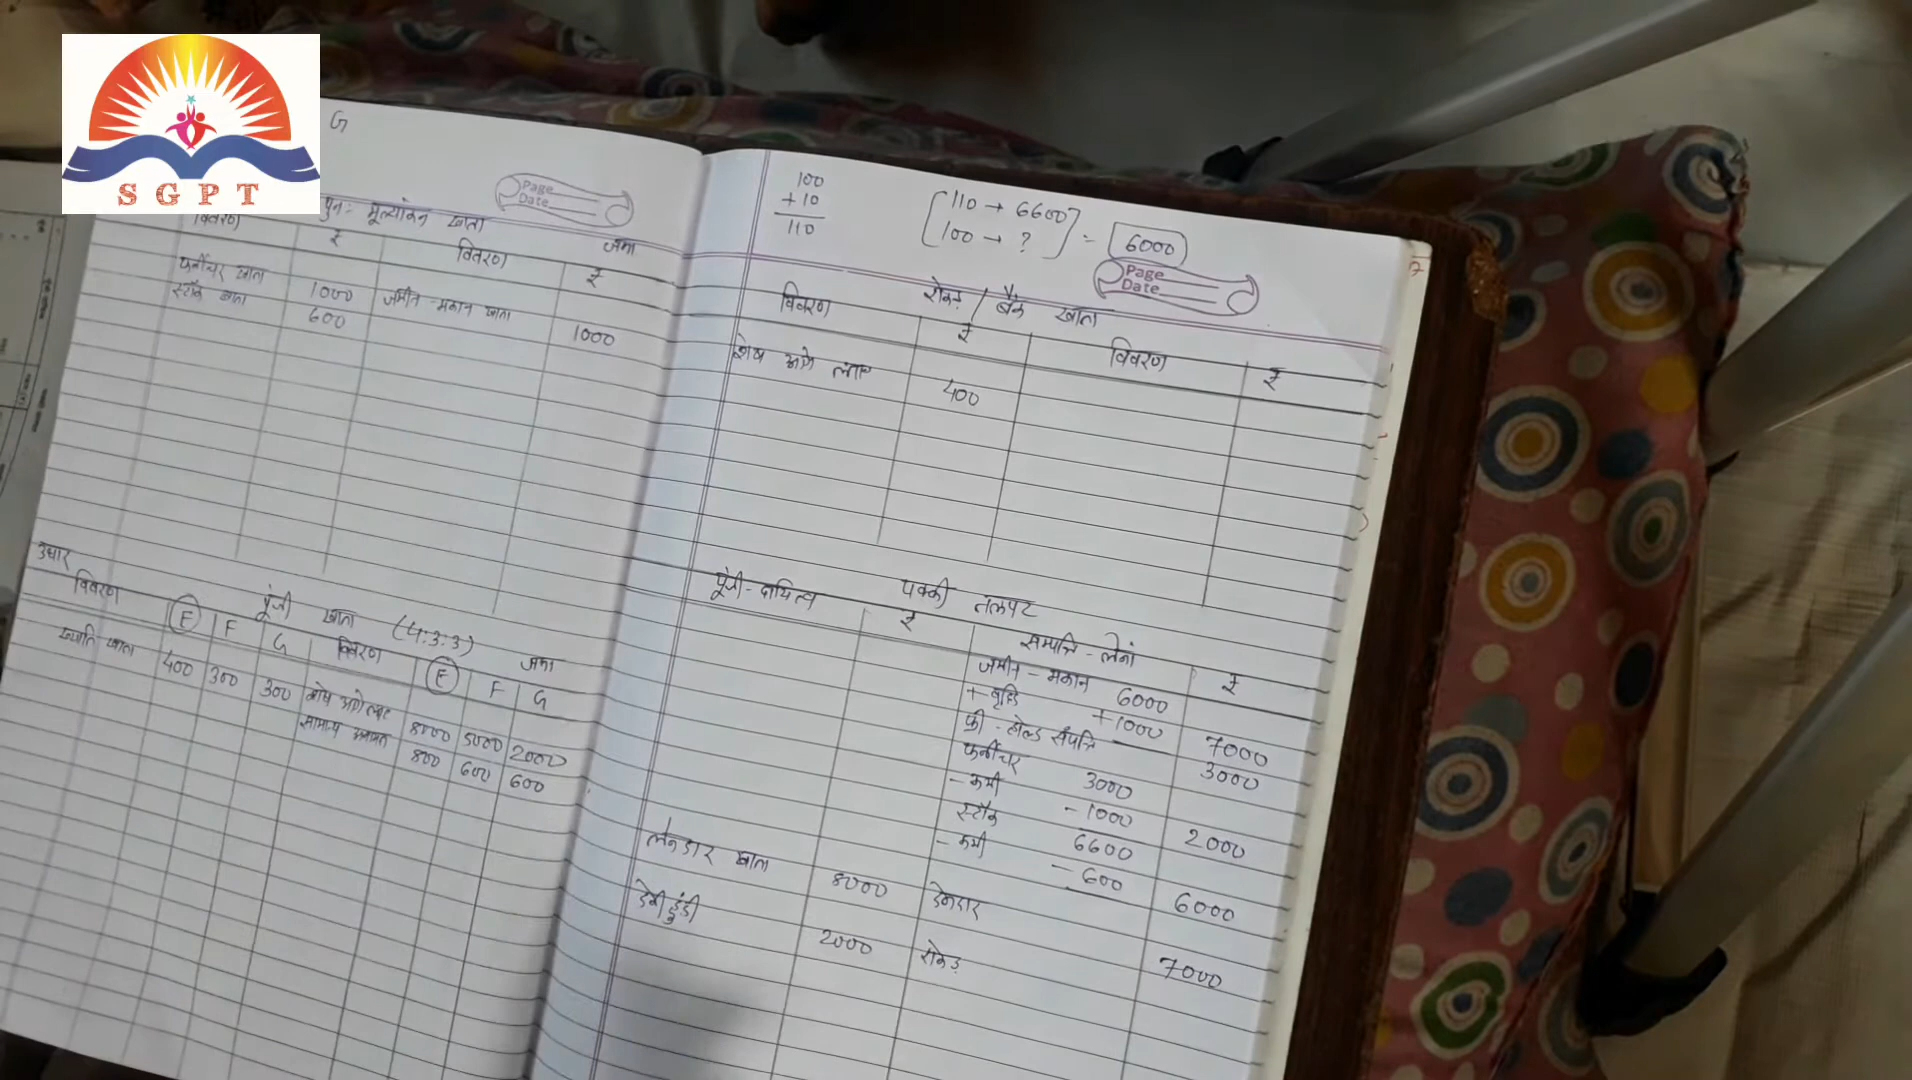 SGPT
G
Page
Date
पुनः मूल्यांकन खाता
जमा
विवरण ₹ विवरण ₹
फर्नीचर खाता 1000 जमीन - मकान खाता 1000
स्टॉक खाता 600
उधार
पूंजी खाता (4:3:3)
जमा
विवरण E F G विवरण E F G
ख्याति खाता 400 300 300 शेष आगे लाए 8000 5000 2000
सामान्य अनामत 800 600 600
100
+ 10
110
110 → 6600
100 → ? = 6000
Page
Date
रोकड़ / बैंक खाता
विवरण ₹ विवरण ₹
शेष आगे लाए 400
पक्की तलपट
पूंजी - दायित्व ₹ सम्पत्ति - लेना ₹
जमीन - मकान 6000
+ वृद्धि +1000 7000
फ्री - होल्ड संपत्ति 3000
फर्नीचर 3000
- कमी - 1000 2000
स्टॉक 6600
- कमी - 600 6000
लेनदार खाता 8000 देनदार 7000
देनी हुंडी 2000 रोकड़